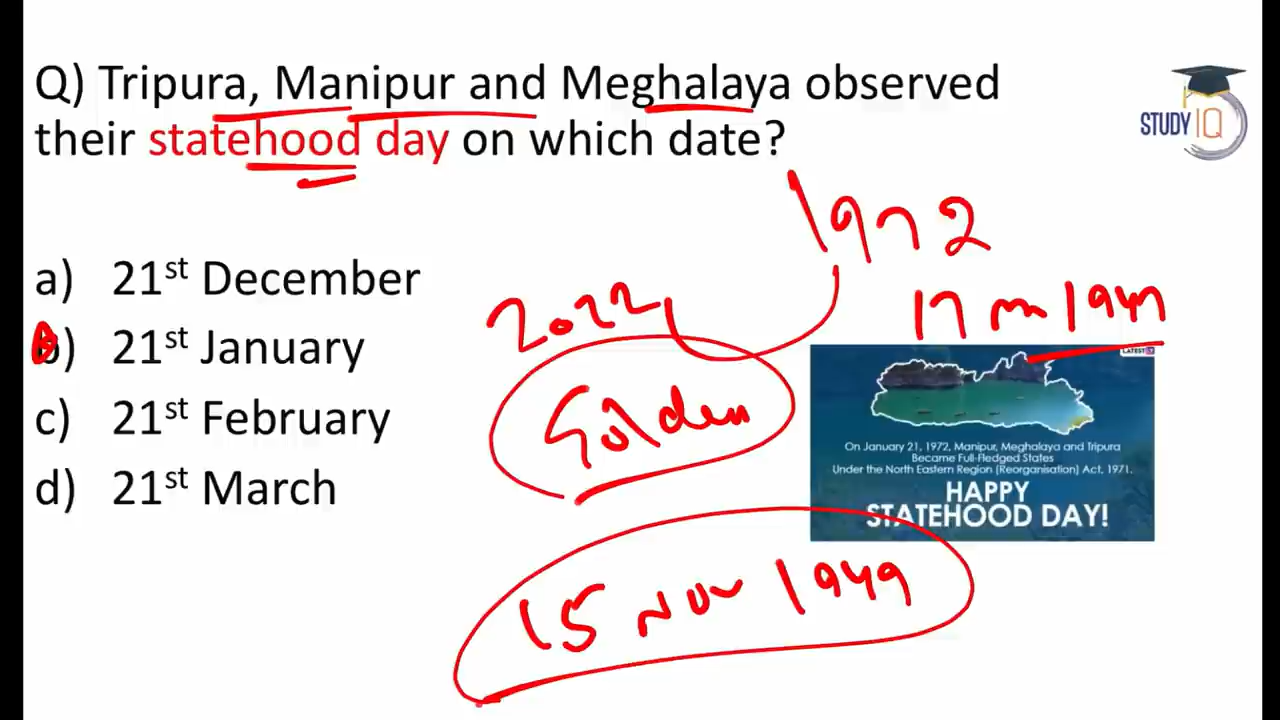 Q) Tripura, Manipur and Meghalaya observed
their statehood day on which date?
STUDY IQ
1972
a) 21st December
2022
b) 21st January
LATESTLY
c) 21st February
Golden
On January 21, 1972, Manipur, Meghalaya and Tripura
Became Full-Fledged States
Under the North Eastern Region (Reorganisation) Act, 1971.
d) 21st March
HAPPY
STATEHOOD DAY!
15 Nov 1949